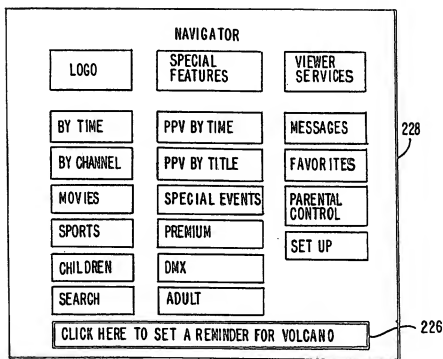 NAVIGATOR
LOGO
SPECIAL
FEATURES
VIEWER
SERVICES
BY TIME
PPV BY TIME
MESSAGES
BY CHANNEL
PPV BY TITLE
FAVORITES
MOVIES
SPECIAL EVENTS
PARENTAL
CONTROL
SPORTS
PREMIUM
SET UP
CHILDREN
DMX
SEARCH
ADULT
CLICK HERE TO SET A REMINDER FOR VOLCANO
228
226